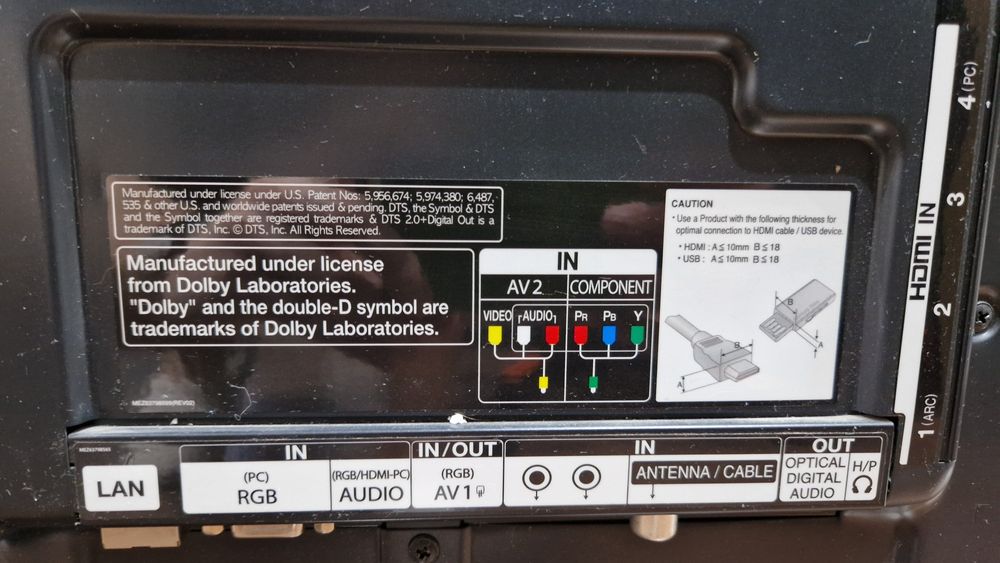 Manufactured under license under U.S. Patent Nos: 5,956,674; 5,974,380; 6,487,
535 & other U.S. and worldwide patents issued & pending. DTS, the Symbol & DTS
and the Symbol together are registered trademarks & DTS 2.0+Digital Out is a
trademark of DTS, Inc. © DTS, Inc. All Rights Reserved.
Manufactured under license
from Dolby Laboratories.
"Dolby" and the double-D symbol are
trademarks of Dolby Laboratories.
IN
AV 2 COMPONENT
VIDEO AUDIO PR PB Y
CAUTION
• Use a Product with the following thickness for
optimal connection to HDMI cable / USB device.
• HDMI : A≤ 10mm B≤ 18
• USB : A≤ 10mm B≤ 18
B
A
B
A
HDMI IN
4 (PC)
3
2
1 (ARC)
LAN
IN
(PC)
RGB
(RGB/HDMI-PC)
AUDIO
IN/OUT
(RGB)
AV 1
IN
ANTENNA / CABLE
OUT
OPTICAL
DIGITAL
AUDIO
H/P